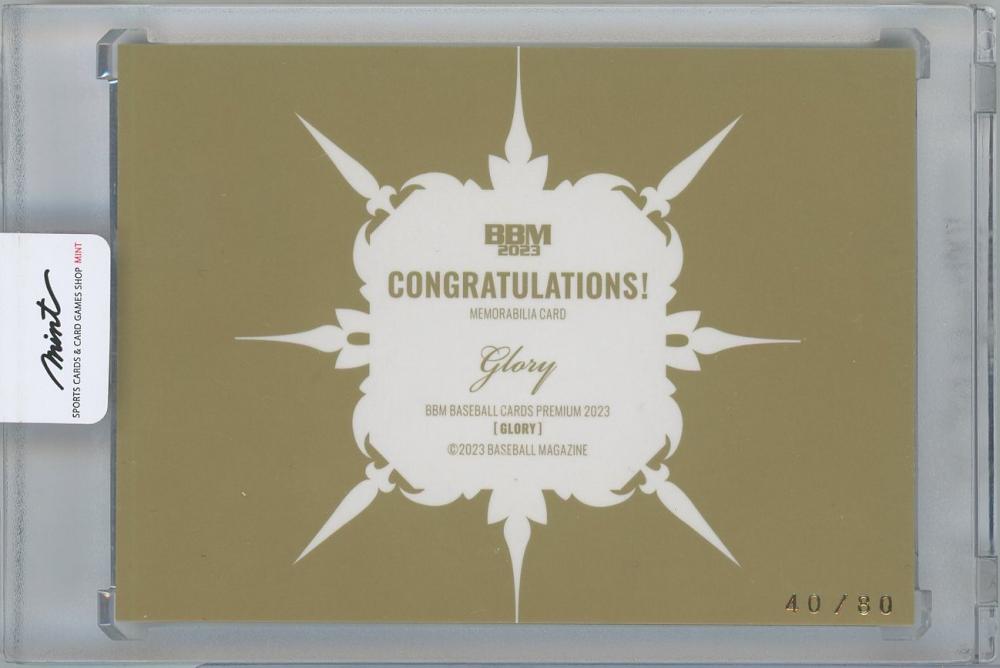 BBM
2023
CONGRATULATIONS!
MEMORABILIA CARD
Glory
BBM BASEBALL CARDS PREMIUM 2023
[GLORY]
©2023 BASEBALL MAGAZINE
40/80
mint
SPORTS CARDS & CARD GAMES SHOP MINT